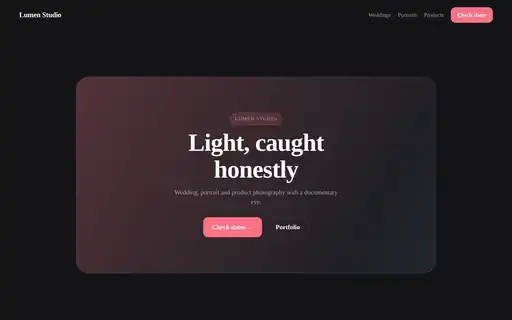 Lumen Studio
Weddings Portraits Products Check dates
LUMEN STUDIO
Light, caught
honestly
Wedding, portrait and product photography with a documentary
eye.
Check dates
Portfolio